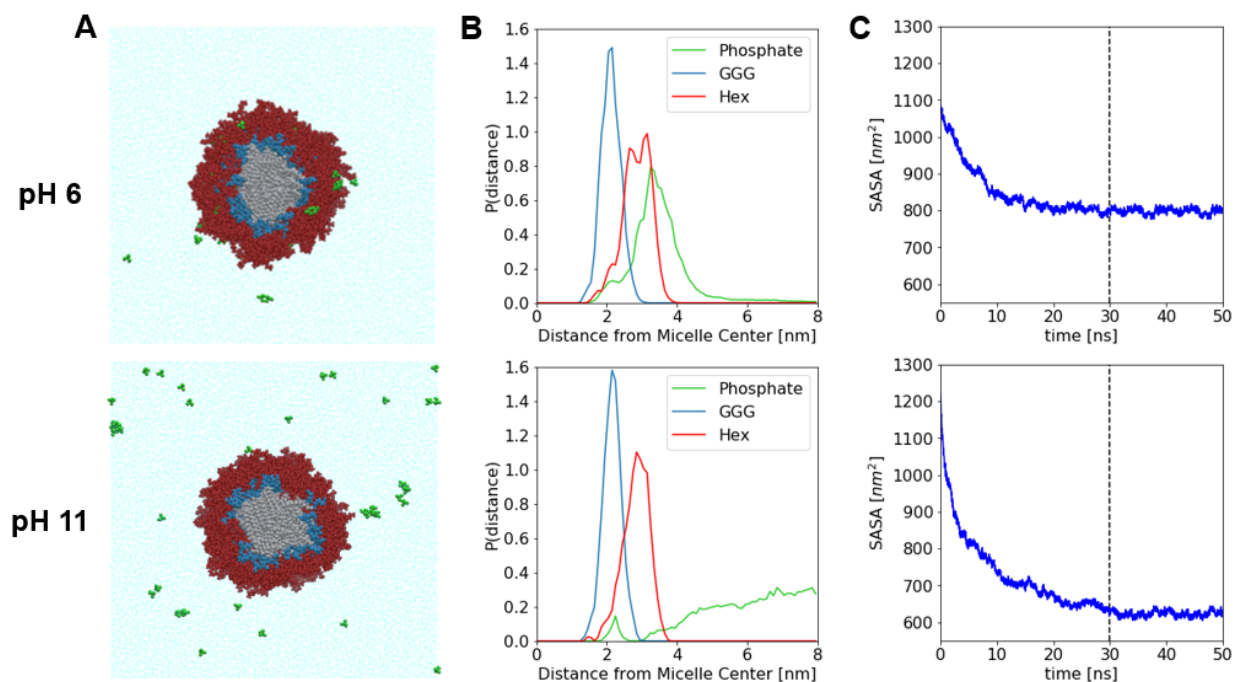 A
B
C
pH 6
1.6
1.4
1.2
1.0
0.8
0.6
0.4
0.2
0.0
P(distance)
Phosphate
GGG
Hex
0 2 4 6 8
Distance from Micelle Center [nm]
1300
1200
1100
1000
900
800
700
600
SASA [nm²]
0 10 20 30 40 50
time [ns]
pH 11
1.6
1.4
1.2
1.0
0.8
0.6
0.4
0.2
0.0
P(distance)
Phosphate
GGG
Hex
0 2 4 6 8
Distance from Micelle Center [nm]
1300
1200
1100
1000
900
800
700
600
SASA [nm²]
0 10 20 30 40 50
time [ns]